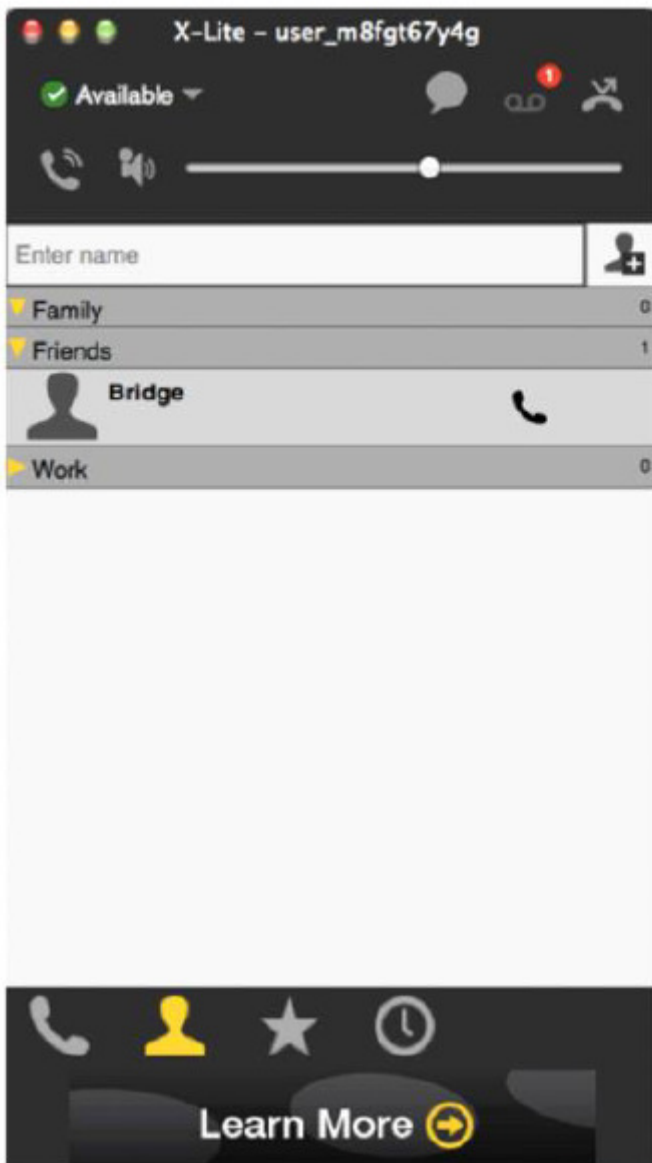 X-Lite – user_m8fgt67y4g
Available
1
Enter name
Family 0
Friends 1
Bridge
Work 0
Learn More